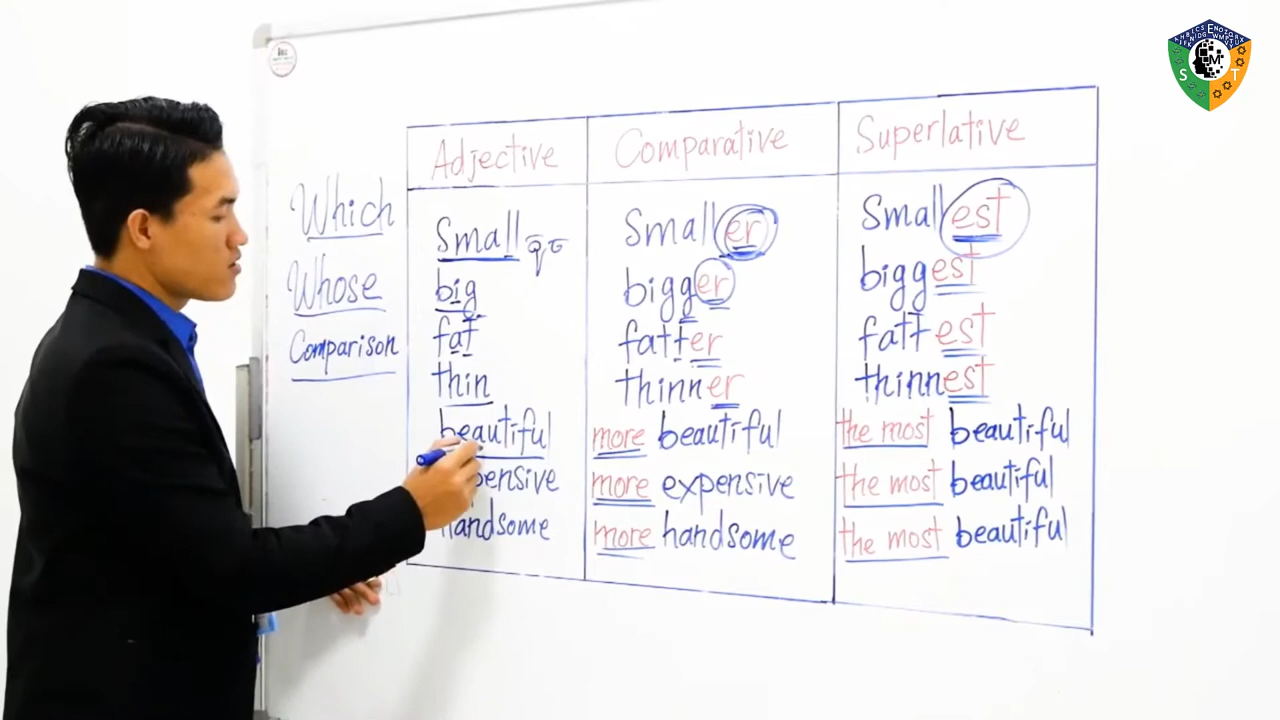 Adjective Comparative Superlative
Which
Whose
Comparison
Small Smaller Smallest
big bigger biggest
fat fatter fattest
thin thinner thinnest
beautiful more beautiful the most beautiful
pensive more expensive the most beautiful
handsome more handsome the most beautiful
S M T